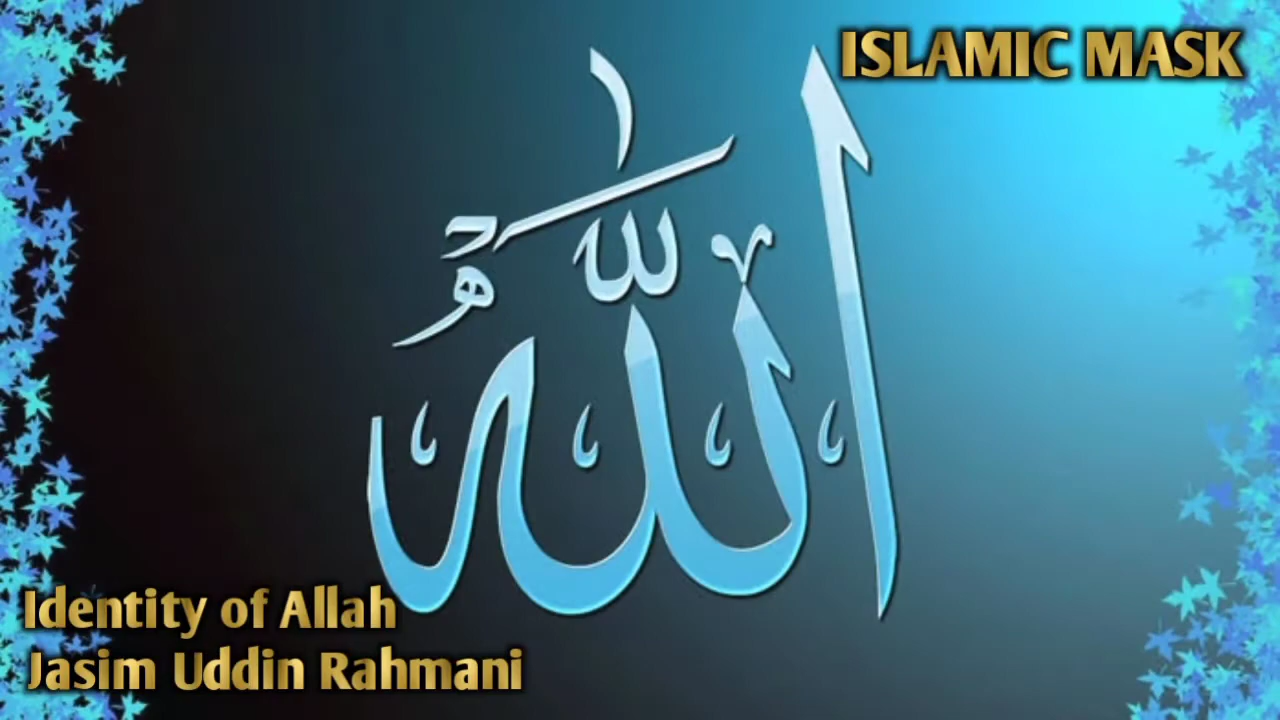 ISLAMIC MASK
الله
Identity of Allah
Jasim Uddin Rahmani